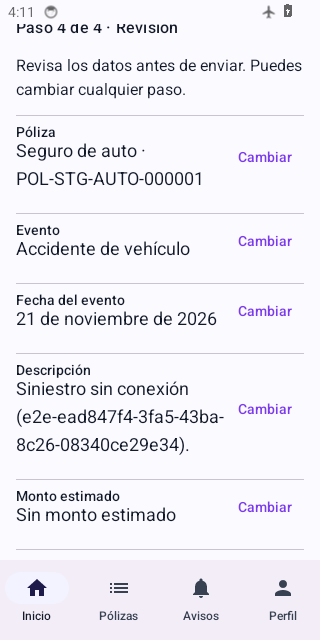 4:11
Paso 4 de 4 · Revisión
Revisa los datos antes de enviar. Puedes
cambiar cualquier paso.
Póliza
Seguro de auto ·
POL-STG-AUTO-000001
Cambiar
Evento
Accidente de vehículo
Cambiar
Fecha del evento
21 de noviembre de 2026
Cambiar
Descripción
Siniestro sin conexión
(e2e-ead847f4-3fa5-43ba-
8c26-08340ce29e34).
Cambiar
Monto estimado
Sin monto estimado
Cambiar
Inicio
Pólizas
Avisos
Perfil